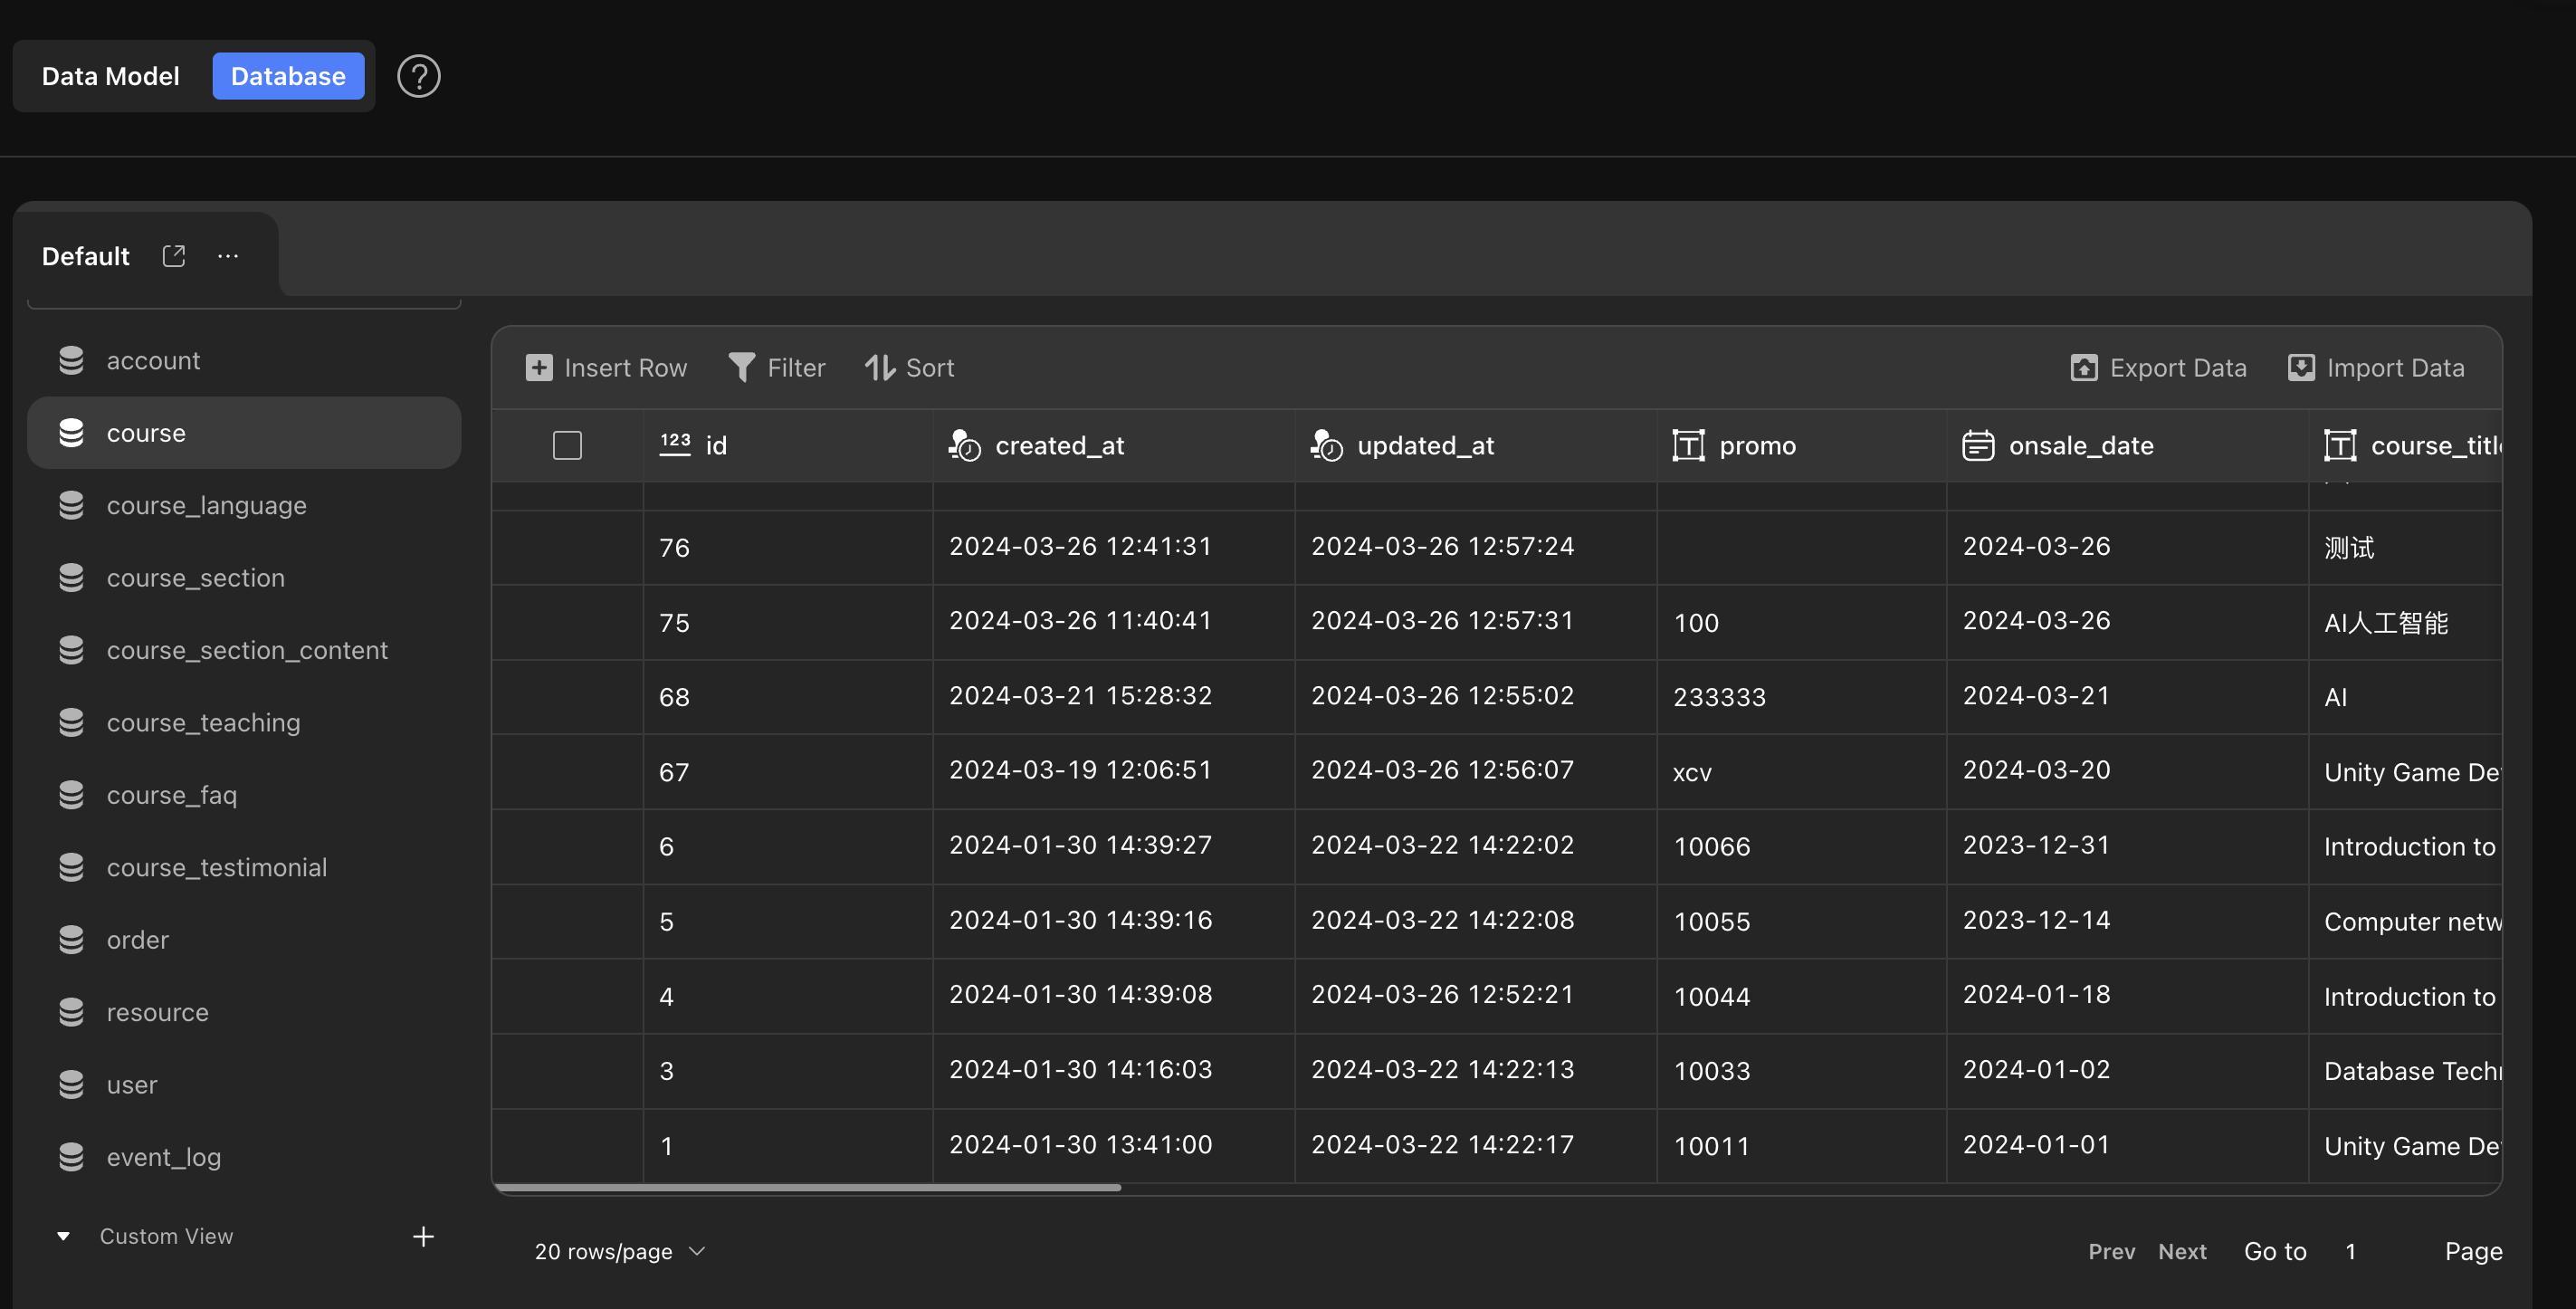 Data Model Database ?
Default ...
account
course
course_language
course_section
course_section_content
course_teaching
course_faq
course_testimonial
order
resource
user
event_log
Custom View +
Insert Row Filter Sort Export Data Import Data
123 id created_at updated_at T promo onsale_date T course_title
76 2024-03-26 12:41:31 2024-03-26 12:57:24 2024-03-26 测试
75 2024-03-26 11:40:41 2024-03-26 12:57:31 100 2024-03-26 AI人工智能
68 2024-03-21 15:28:32 2024-03-26 12:55:02 233333 2024-03-21 AI
67 2024-03-19 12:06:51 2024-03-26 12:56:07 xcv 2024-03-20 Unity Game De
6 2024-01-30 14:39:27 2024-03-22 14:22:02 10066 2023-12-31 Introduction to
5 2024-01-30 14:39:16 2024-03-22 14:22:08 10055 2023-12-14 Computer netw
4 2024-01-30 14:39:08 2024-03-26 12:52:21 10044 2024-01-18 Introduction to
3 2024-01-30 14:16:03 2024-03-22 14:22:13 10033 2024-01-02 Database Tech
1 2024-01-30 13:41:00 2024-03-22 14:22:17 10011 2024-01-01 Unity Game De
20 rows/page Prev Next Go to 1 Page